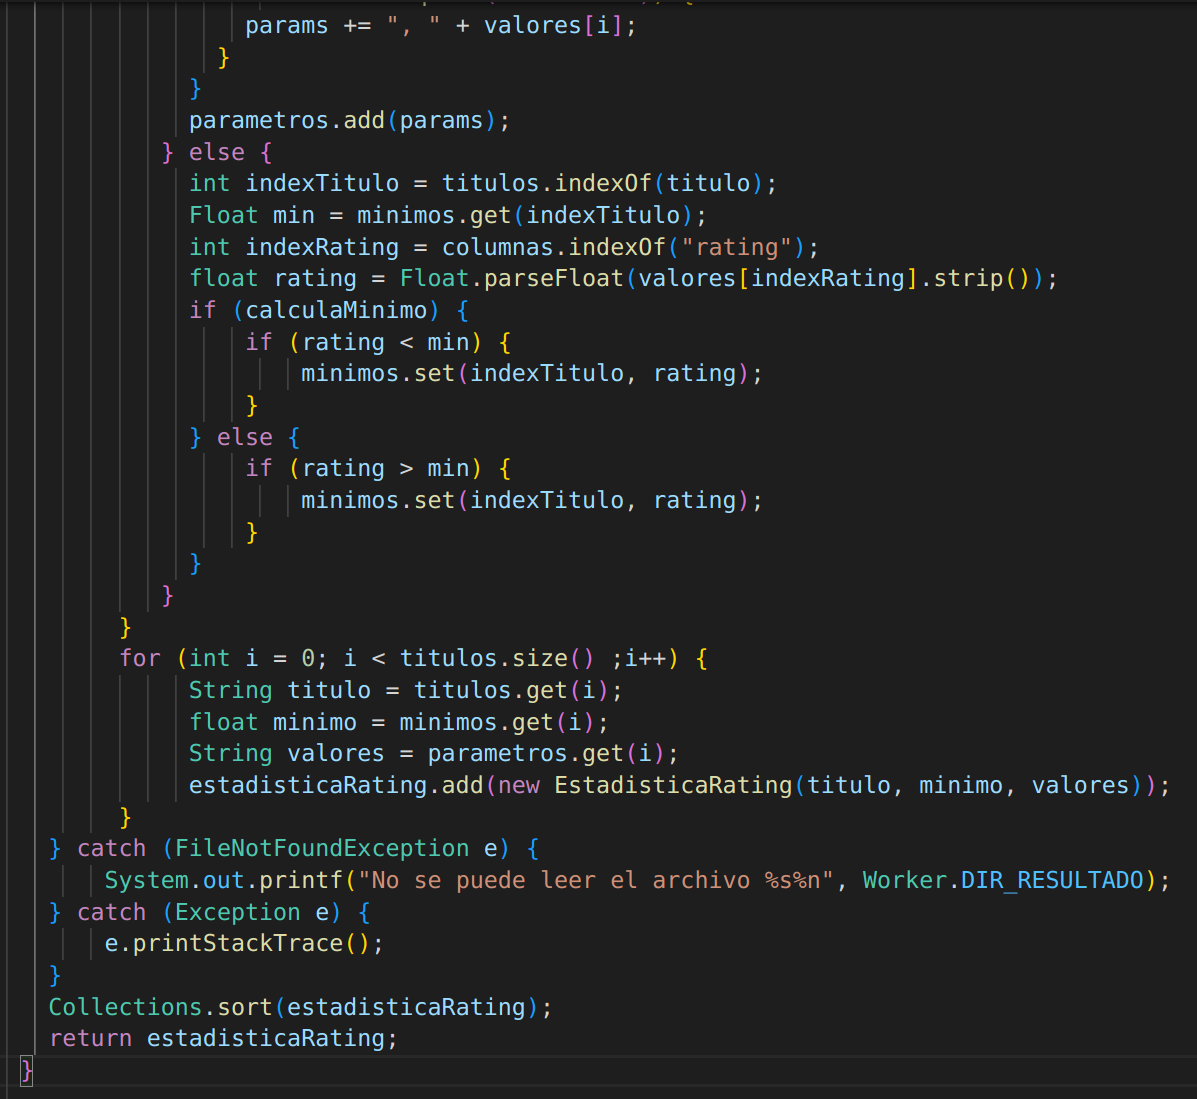 params += ", " + valores[i];
}
}
parametros.add(params);
} else {
int indexTitulo = titulos.indexOf(titulo);
Float min = minimos.get(indexTitulo);
int indexRating = columnas.indexOf("rating");
float rating = Float.parseFloat(valores[indexRating].strip());
if (calculaMinimo) {
if (rating < min) {
minimos.set(indexTitulo, rating);
}
} else {
if (rating > min) {
minimos.set(indexTitulo, rating);
}
}
}
}
for (int i = 0; i < titulos.size() ;i++) {
String titulo = titulos.get(i);
float minimo = minimos.get(i);
String valores = parametros.get(i);
estadisticaRating.add(new EstadisticaRating(titulo, minimo, valores));
}
} catch (FileNotFoundException e) {
System.out.printf("No se puede leer el archivo %s%n", Worker.DIR_RESULTADO);
} catch (Exception e) {
e.printStackTrace();
}
Collections.sort(estadisticaRating);
return estadisticaRating;
}